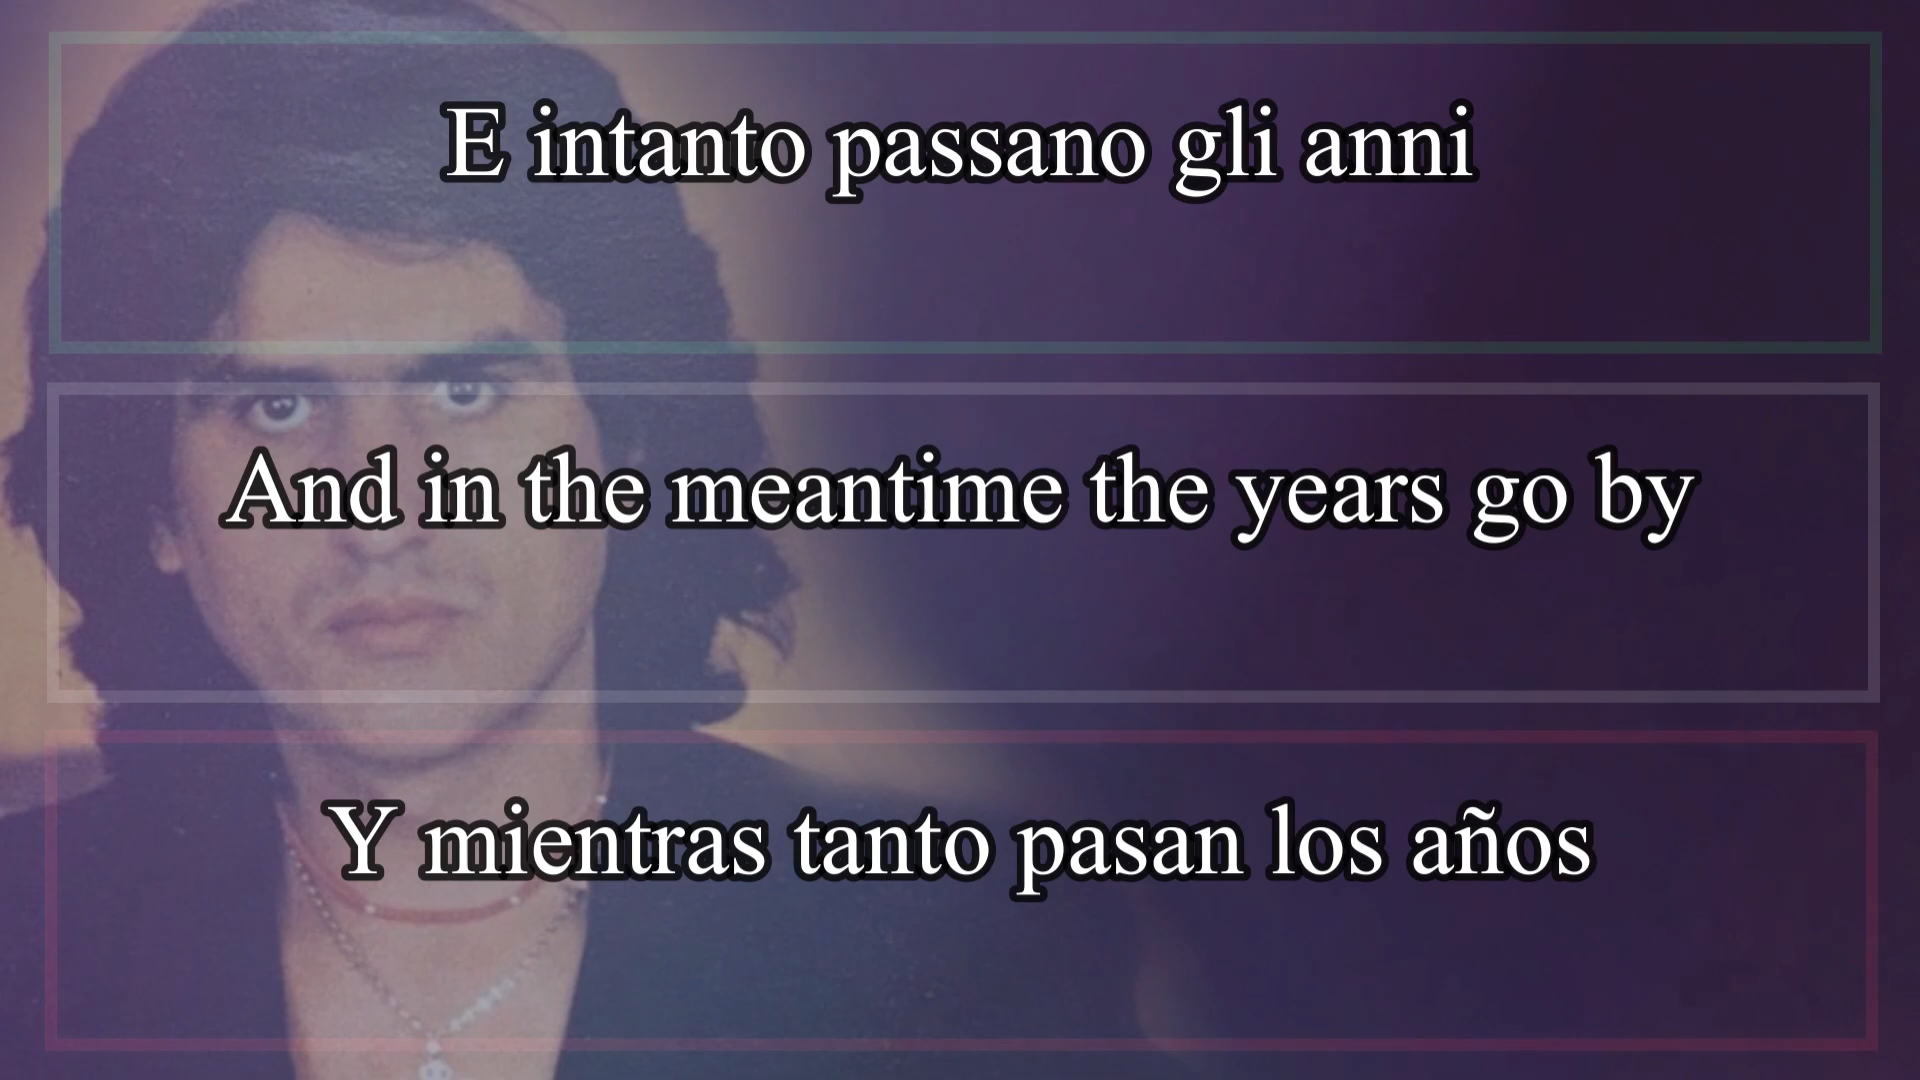 E intanto passano gli anni
And in the meantime the years go by
Y mientras tanto pasan los años